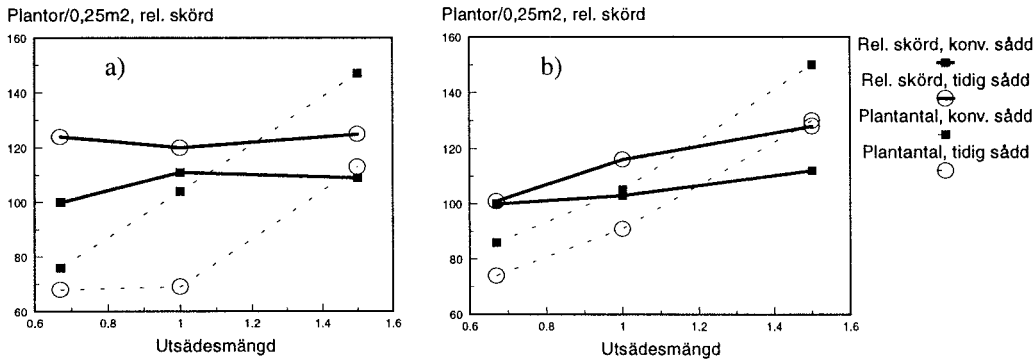 Plantor/0,25m2, rel. skörd
160
140
120
100
80
60
a)
0.6 0.8 1 1.2 1.4 1.6
Utsädesmängd
Plantor/0,25m2, rel. skörd
160
140
120
100
80
60
b)
0.6 0.8 1 1.2 1.4 1.6
Utsädesmängd
Rel. skörd, konv. sådd
Rel. skörd, tidig sådd
Plantantal, konv. sådd
Plantantal, tidig sådd